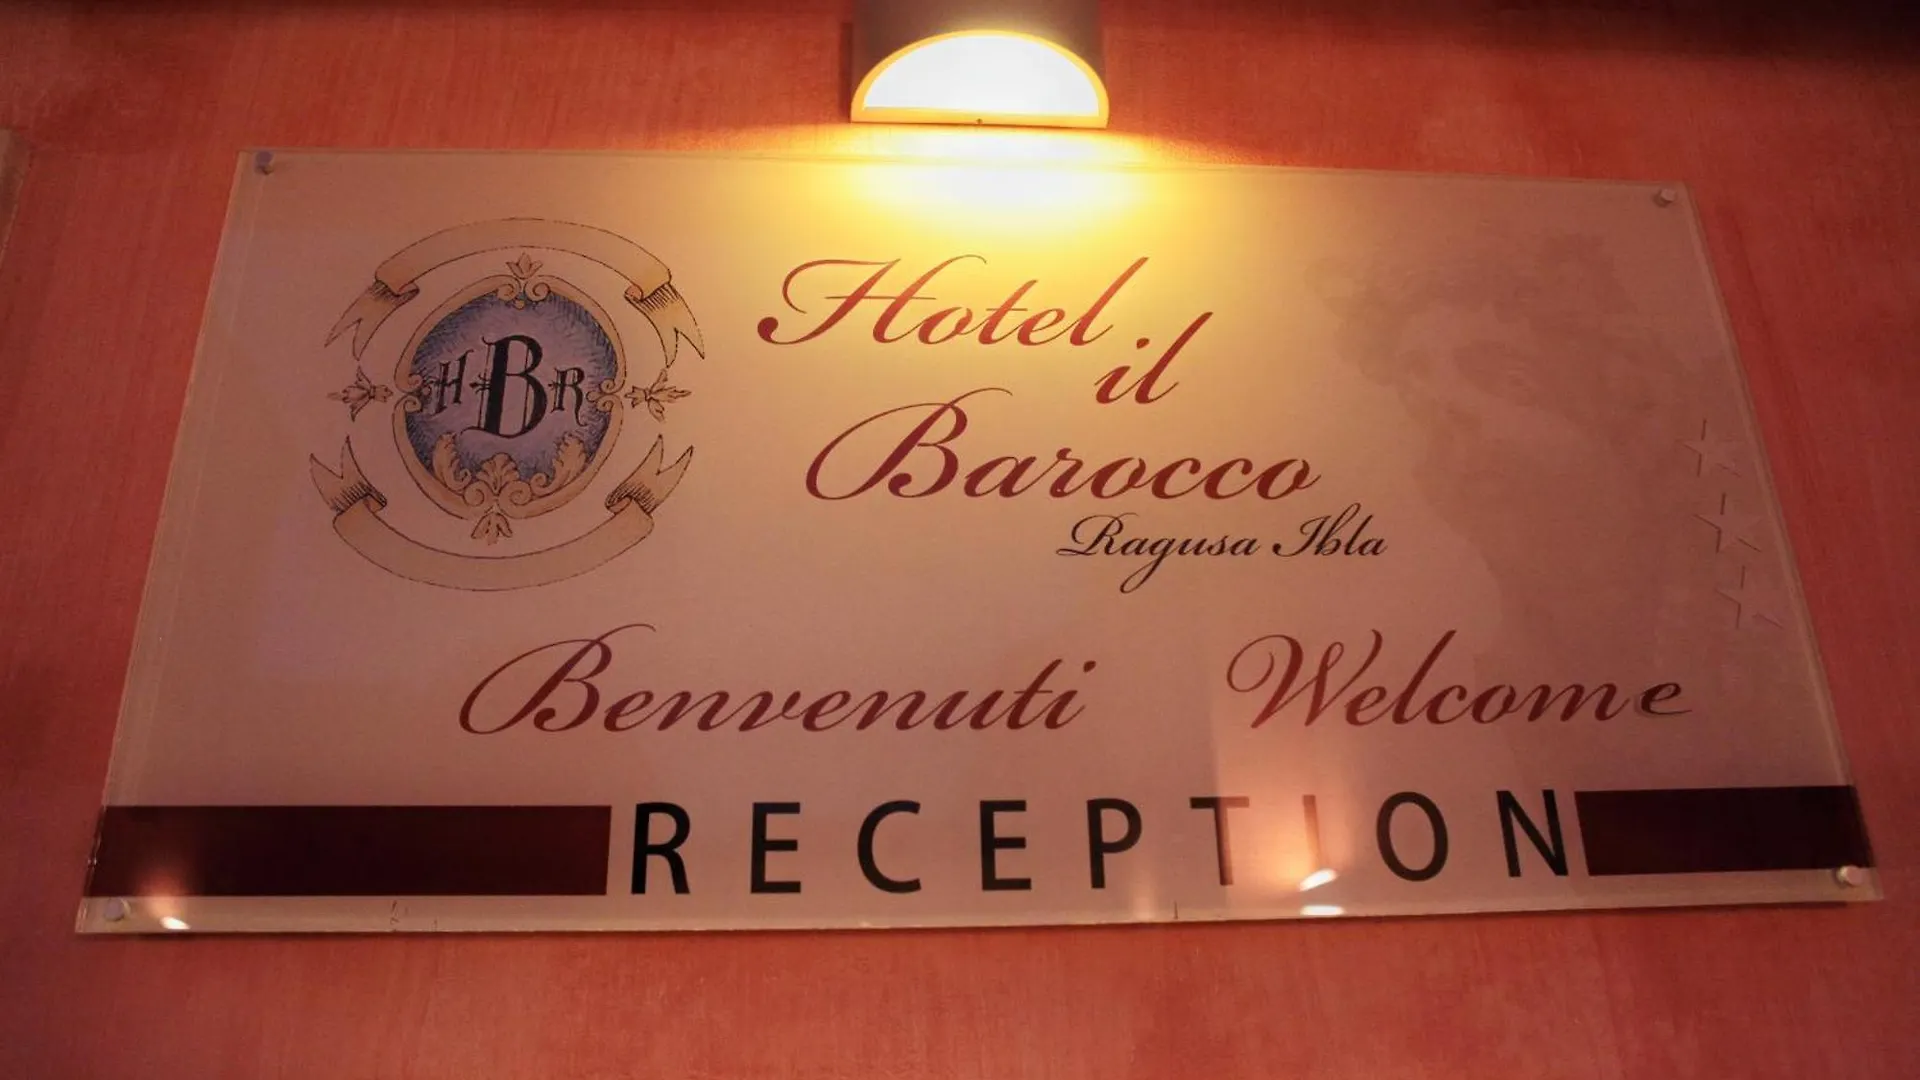 HBR
Hotel
il
Barocco
Ragusa Ibla
Benvenuti Welcome
RECEPTION